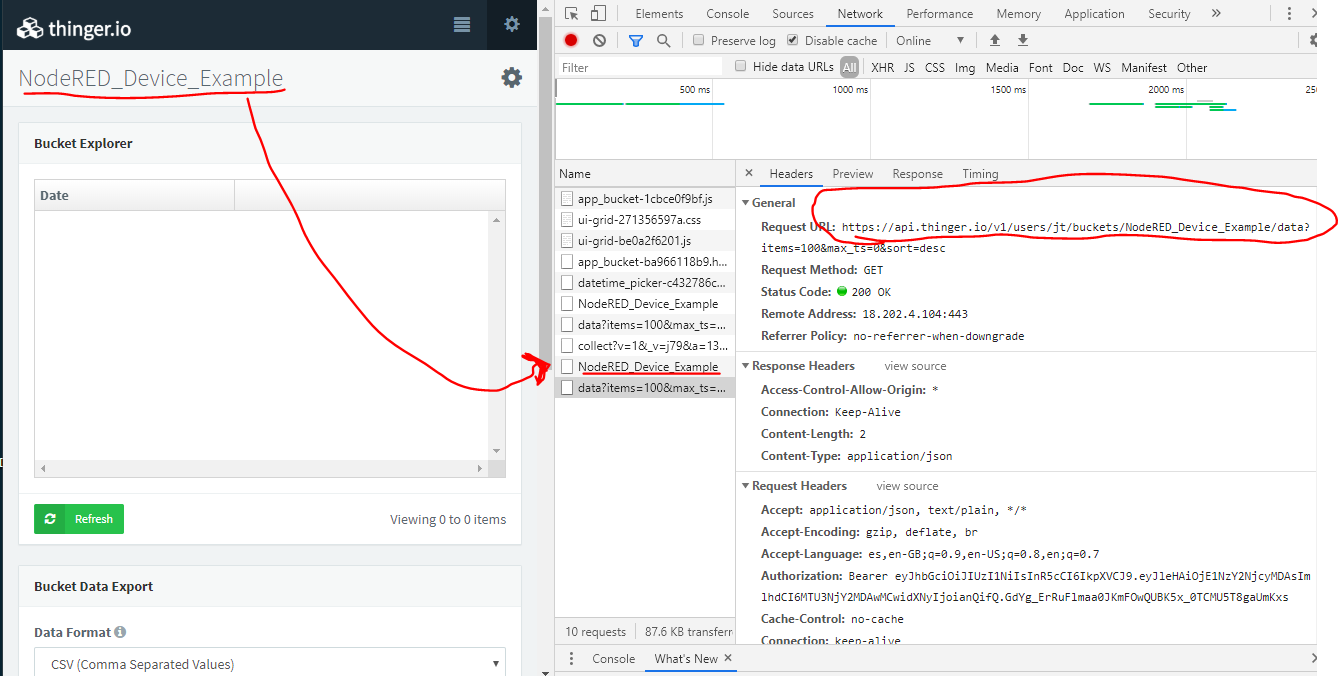 thinger.io
NodeRED_Device_Example
Bucket Explorer
Date
Refresh
Viewing 0 to 0 items
Bucket Data Export
Data Format
CSV (Comma Separated Values)
Elements Console Sources Network Performance Memory Application Security
Preserve log Disable cache Online
Filter Hide data URLs All XHR JS CSS Img Media Font Doc WS Manifest Other
500 ms 1000 ms 1500 ms 2000 ms 25
Name
app_bucket-1cbce0f9bf.js
ui-grid-271356597a.css
ui-grid-be0a2f6201.js
app_bucket-ba966118b9.h...
datetime_picker-c432786c...
NodeRED_Device_Example
data?items=100&max_ts=...
collect?v=1&_v=j79&a=13...
NodeRED_Device_Example
data?items=100&max_ts=...
10 requests 87.6 KB transferr
Headers Preview Response Timing
General
Request URL: https://api.thinger.io/v1/users/jt/buckets/NodeRED_Device_Example/data?
items=100&max_ts=0&sort=desc
Request Method: GET
Status Code: 200 OK
Remote Address: 18.202.4.104:443
Referrer Policy: no-referrer-when-downgrade
Response Headers view source
Access-Control-Allow-Origin: *
Connection: Keep-Alive
Content-Length: 2
Content-Type: application/json
Request Headers view source
Accept: application/json, text/plain, */*
Accept-Encoding: gzip, deflate, br
Accept-Language: es,en-GB;q=0.9,en-US;q=0.8,en;q=0.7
Authorization: Bearer eyJhbGciOiJIUzI1NiIsInR5cCI6IkpXVCJ9.eyJleHAiOjE1NzY2NjcyMDAsIm
lhdCI6MTU3NjY2MDAwMCwidXNyIjoianQifQ.GdYg_ErRuFlmaa0JKmFOwQUBK5x_0TCMU5T8gaUmKxs
Cache-Control: no-cache
Connection: keep-alive
Console What's New